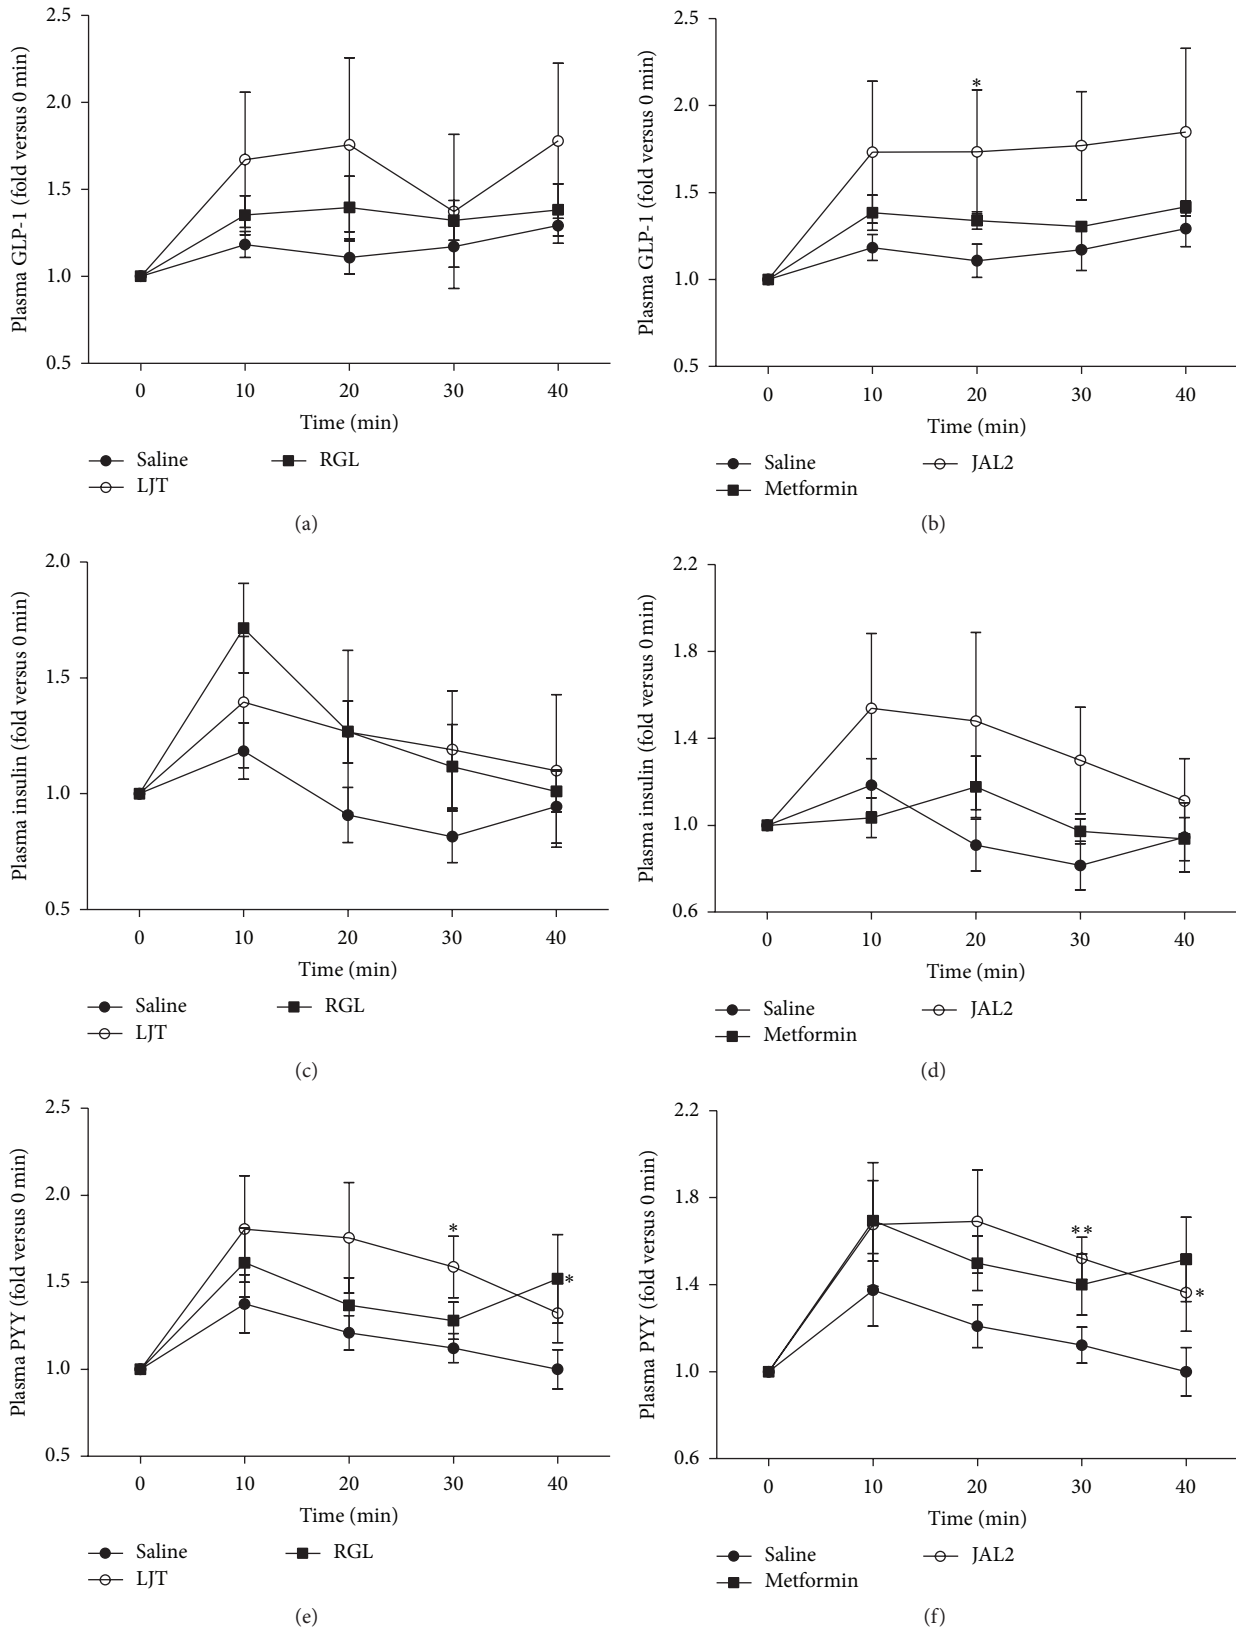 Plasma GLP-1 (fold versus 0 min)
2.5
2.0
1.5
1.0
0.5
0 10 20 30 40
Time (min)
Saline RGL
LJT
(a)
Plasma GLP-1 (fold versus 0 min)
2.5
2.0
1.5
1.0
0.5
*
0 10 20 30 40
Time (min)
Saline JAL2
Metformin
(b)
Plasma insulin (fold versus 0 min)
2.0
1.5
1.0
0.5
0 10 20 30 40
Time (min)
Saline RGL
LJT
(c)
Plasma insulin (fold versus 0 min)
2.2
1.8
1.4
1.0
0.6
0 10 20 30 40
Time (min)
Saline JAL2
Metformin
(d)
Plasma PYY (fold versus 0 min)
2.5
2.0
1.5
1.0
0.5
*
*
0 10 20 30 40
Time (min)
Saline RGL
LJT
(e)
Plasma PYY (fold versus 0 min)
2.2
1.8
1.4
1.0
0.6
**
*
0 10 20 30 40
Time (min)
Saline JAL2
Metformin
(f)